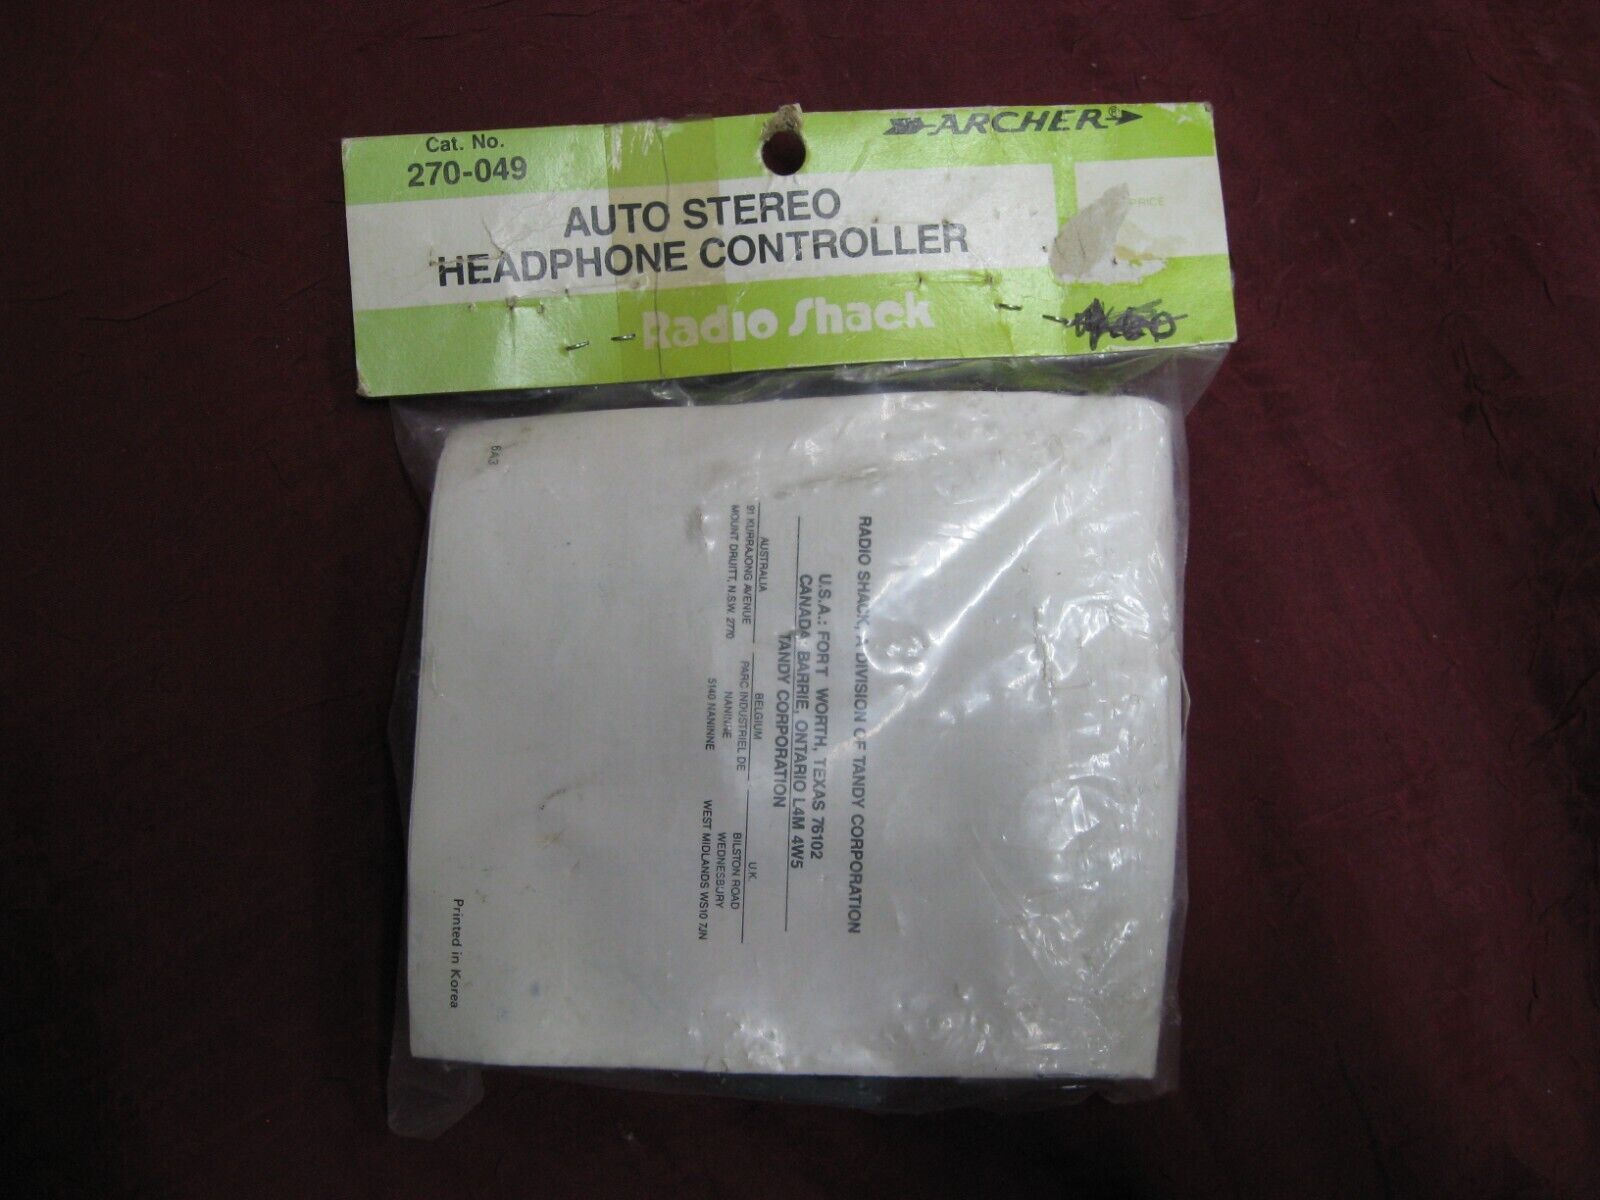 Cat. No.
270-049
ARCHER®
AUTO STEREO
HEADPHONE CONTROLLER
PRICE
Radio Shack
6A3
RADIO SHACK, A DIVISION OF TANDY CORPORATION
U.S.A.: FORT WORTH, TEXAS 76102
CANADA: BARRIE, ONTARIO L4M 4W5
TANDY CORPORATION
AUSTRALIA
91 KURRAJONG AVENUE
MOUNT DRUITT, N.S.W. 2770
BELGIUM
PARC INDUSTRIEL DE
NANINNE
5140 NANINNE
U.K.
BILSTON ROAD
WEDNESBURY
WEST MIDLANDS WS10 7JN
Printed in Korea